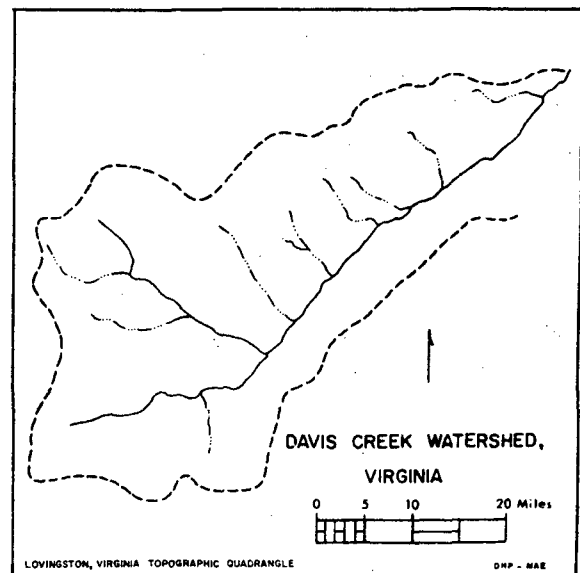 DAVIS CREEK WATERSHED,
VIRGINIA
0 5 10 20 Miles
LOVINGSTON, VIRGINIA TOPOGRAPHIC QUADRANGLE
DHP - MAE